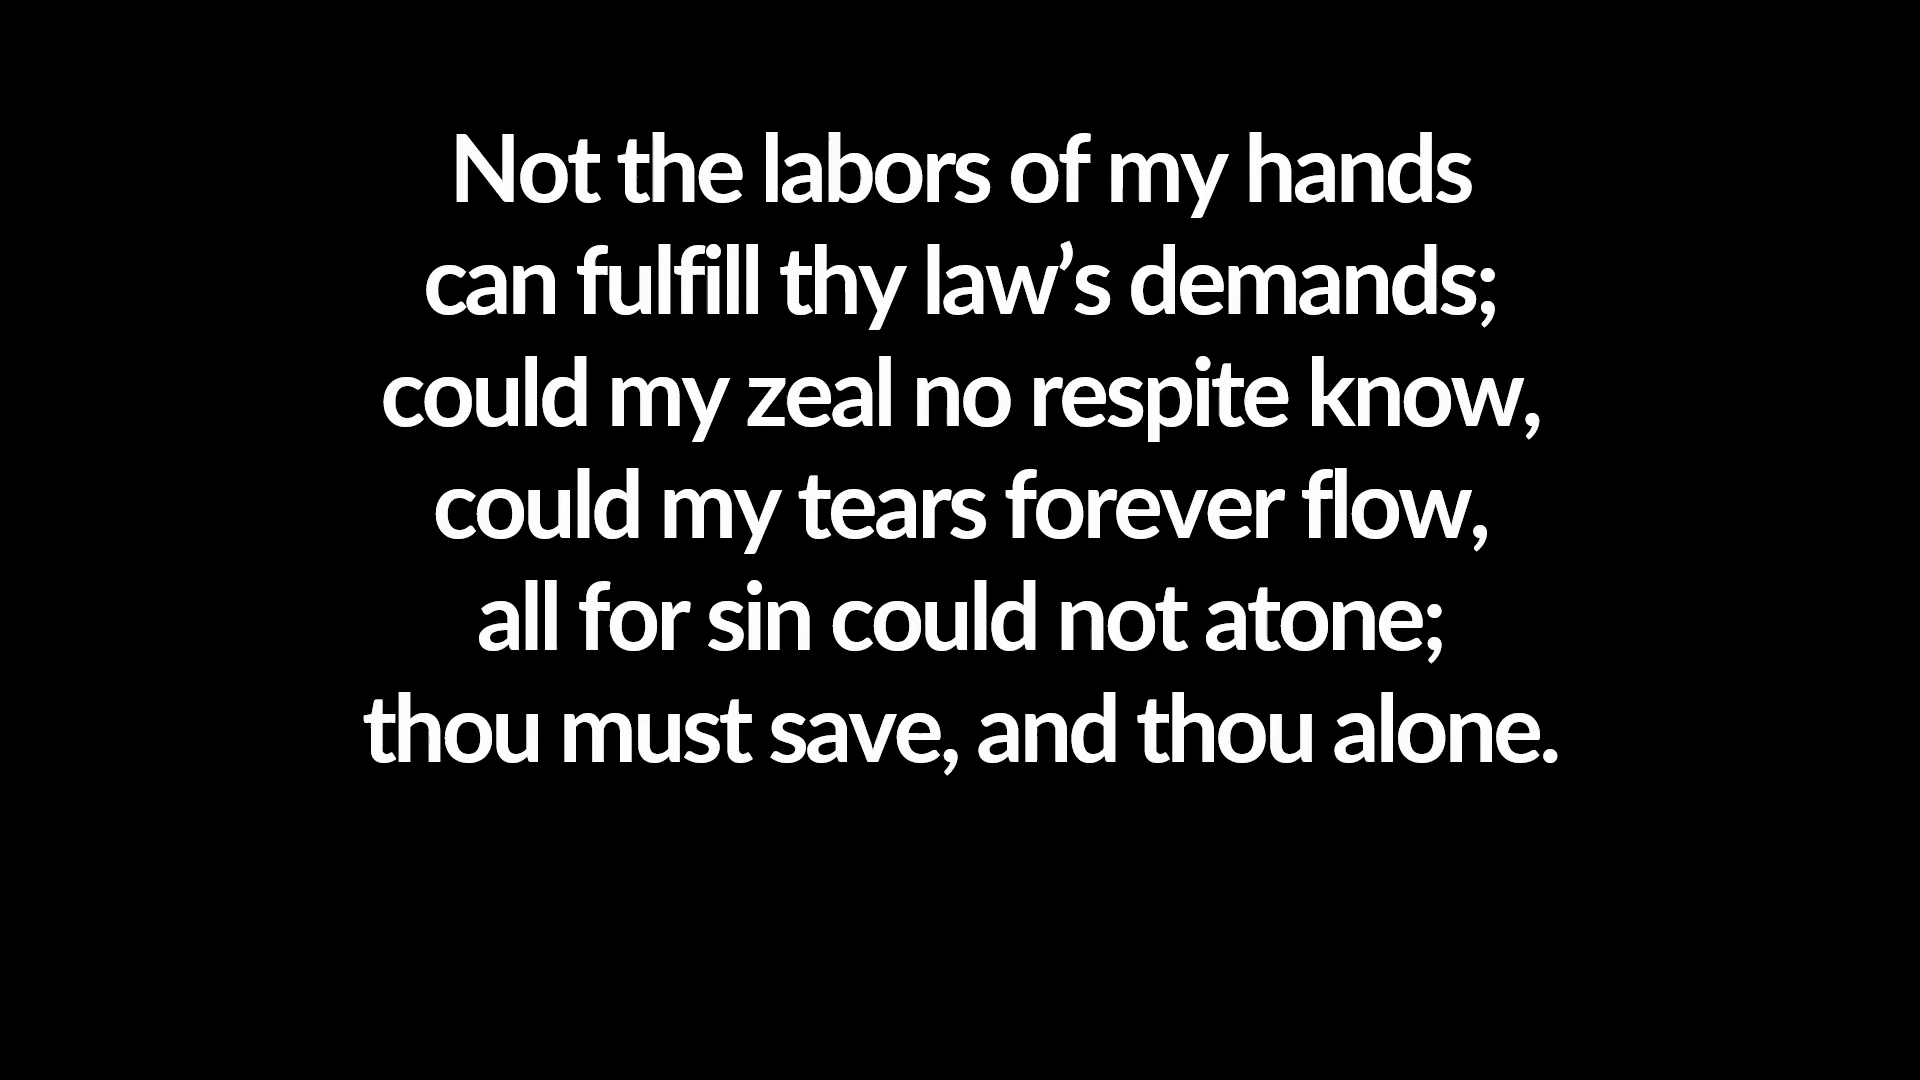 Not the labors of my hands
can fulfill thy law’s demands;
could my zeal no respite know,
could my tears forever flow,
all for sin could not atone;
thou must save, and thou alone.